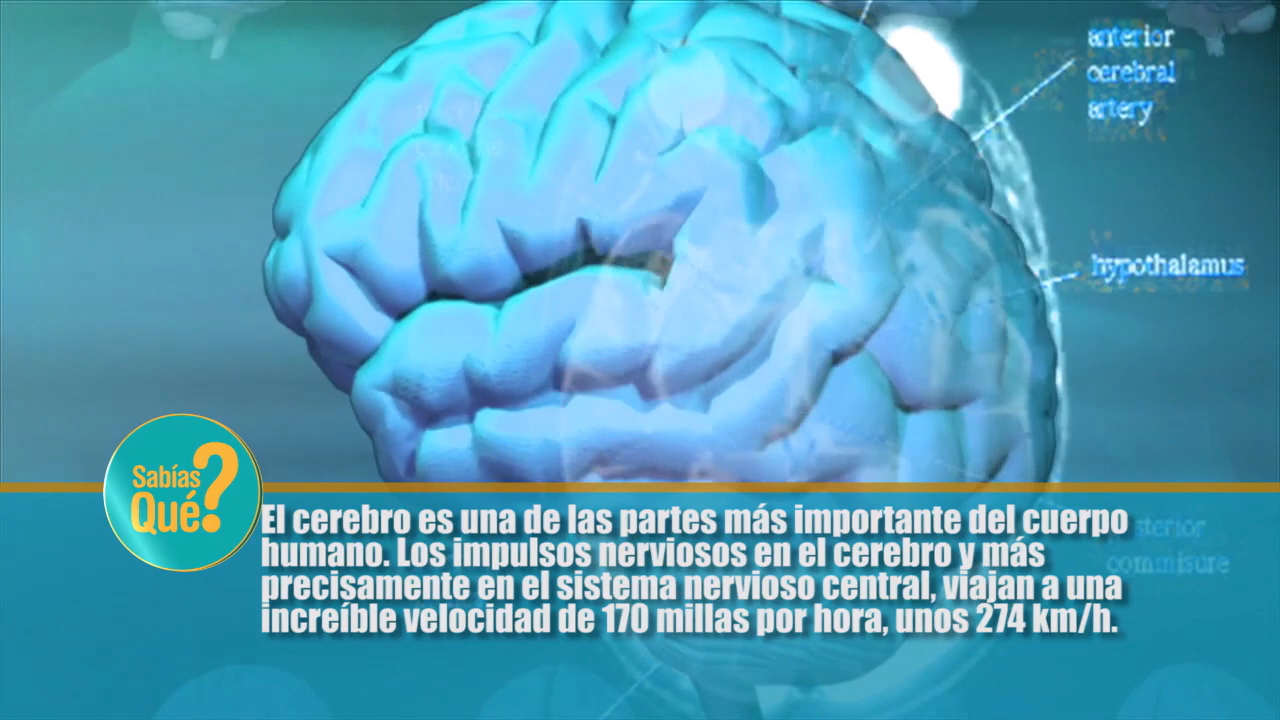 anterior
cerebral
artery
hypothalamus
Sabías
Qué?
El cerebro es una de las partes más importante del cuerpo
humano. Los impulsos nerviosos en el cerebro y más
precisamente en el sistema nervioso central, viajan a una
increíble velocidad de 170 millas por hora, unos 274 km/h.
commisure